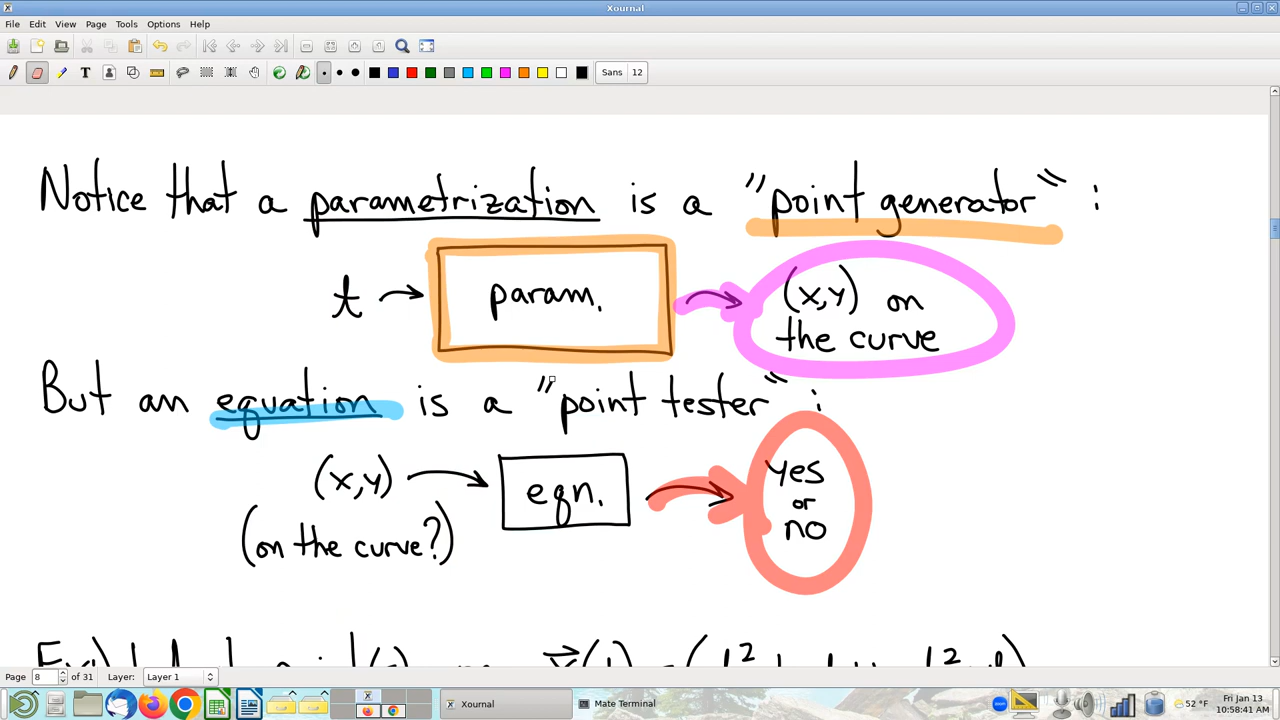 Xournal
File Edit View Page Tools Options Help
T Sans 12
Notice that a parametrization is a "point generator" :
t → param. → (x,y) on
the curve
But an equation is a "point tester" :
(x,y) → eqn. → yes
or
no
(on the curve?)
Page 8 of 31 Layer: Layer 1
Xournal Mate Terminal 52 °F Fri Jan 13
10:58:41 AM